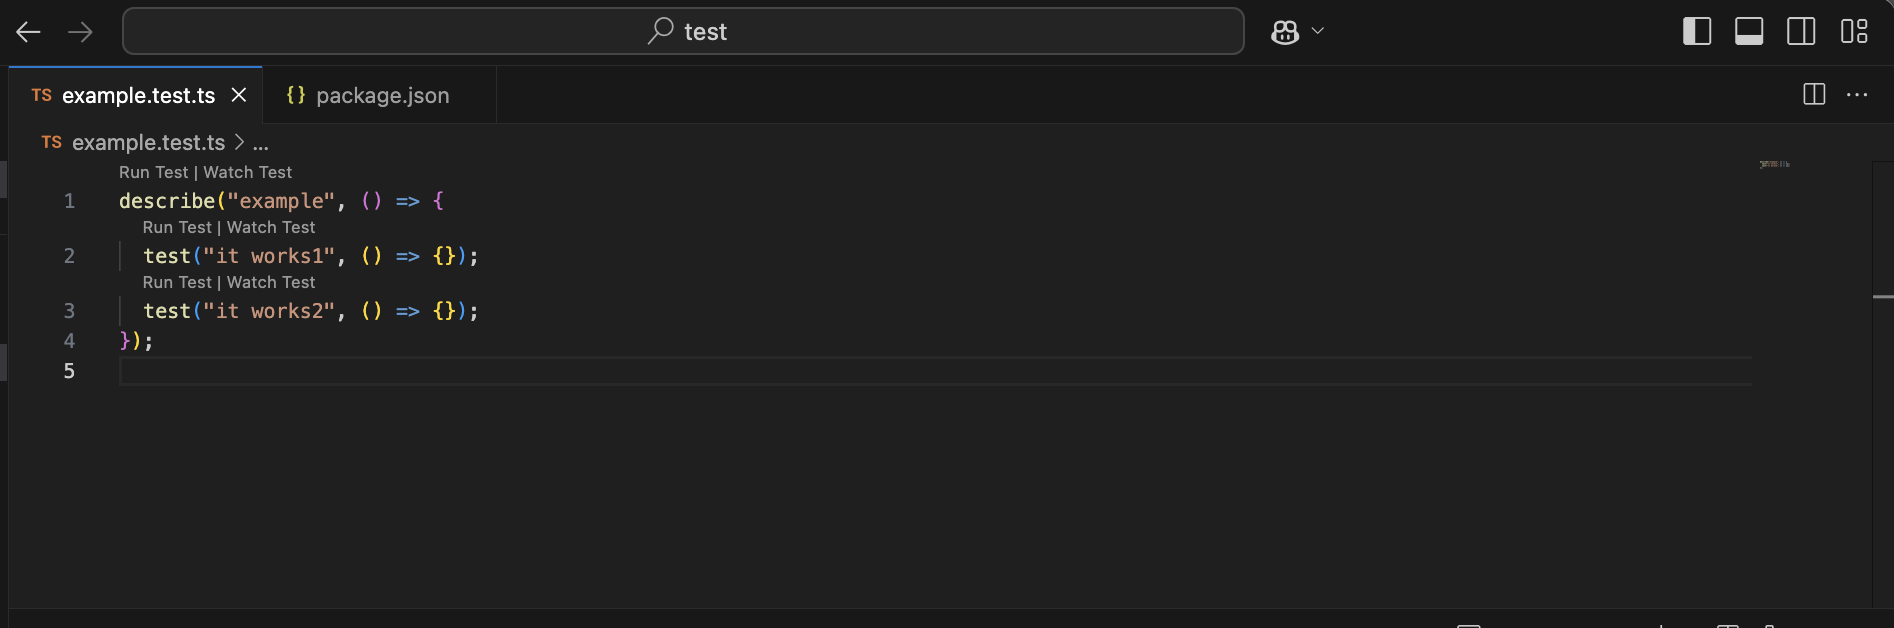 test
TS example.test.ts
{} package.json
TS example.test.ts > ...
Run Test | Watch Test
1 describe("example", () => {
Run Test | Watch Test
2 test("it works1", () => {});
Run Test | Watch Test
3 test("it works2", () => {});
4 });
5